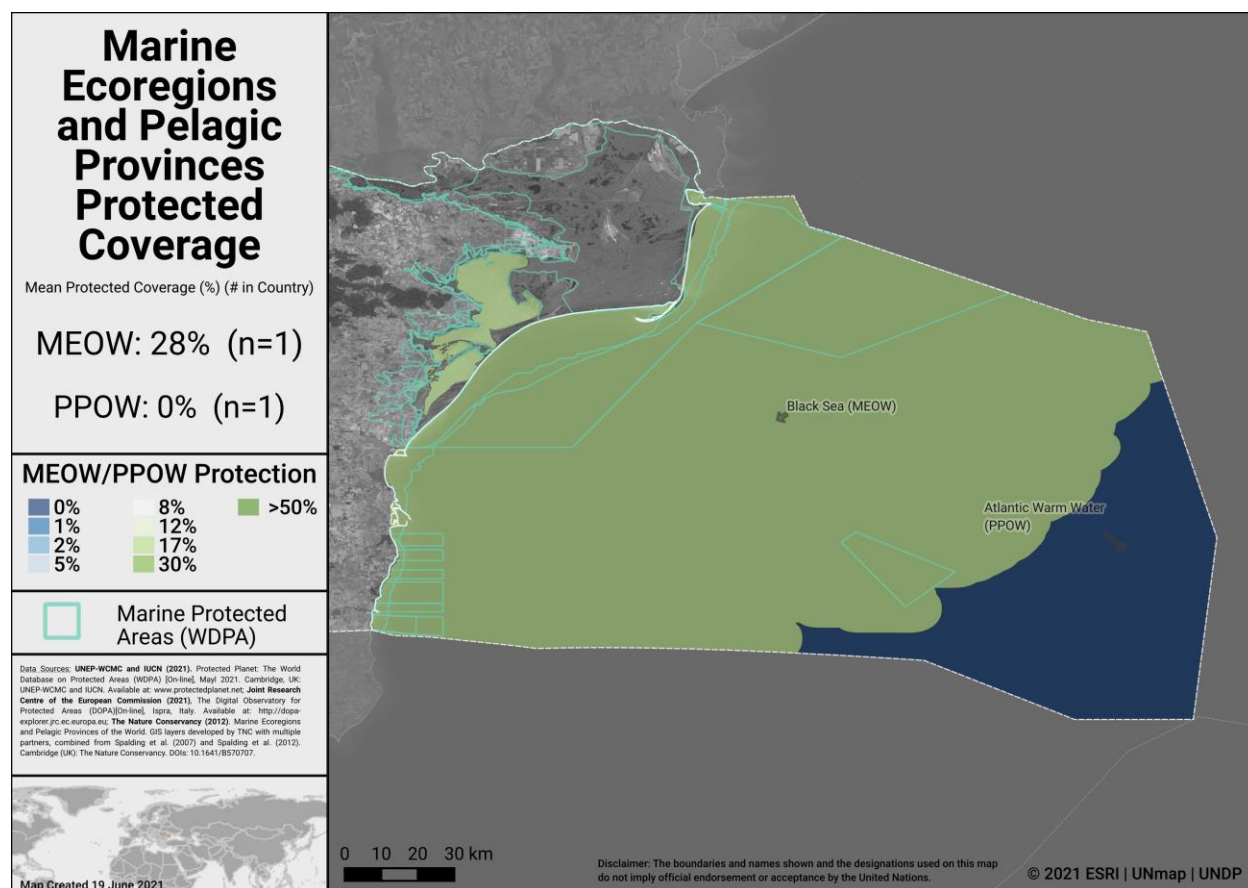 Marine
Ecoregions
and Pelagic
Provinces
Protected
Coverage
Mean Protected Coverage (%) (# in Country)
MEOW: 28% (n=1)
PPOW: 0% (n=1)
MEOW/PPOW Protection
0% 8% >50%
1% 12%
2% 17%
5% 30%
Marine Protected
Areas (WDPA)
Data Sources: UNEP-WCMC and IUCN (2021). Protected Planet: The World
Database on Protected Areas (WDPA) [On-line], Mayl 2021. Cambridge, UK:
UNEP-WCMC and IUCN. Available at: www.protectedplanet.net; Joint Research
Centre of the European Commission (2021), The Digital Observatory for
Protected Areas (DOPA)[On-line], Ispra, Italy. Available at: http://dopa-
explorer.jrc.ec.europa.eu; The Nature Conservancy (2012). Marine Ecoregions
and Pelagic Provinces of the World. GIS layers developed by TNC with multiple
partners, combined from Spalding et al. (2007) and Spalding et al. (2012).
Cambridge (UK): The Nature Conservancy. DOIs: 10.1641/B570707.
Map Created 19 June 2021
Black Sea (MEOW)
Atlantic Warm Water
(PPOW)
0 10 20 30 km
Disclaimer: The boundaries and names shown and the designations used on this map
do not imply official endorsement or acceptance by the United Nations.
© 2021 ESRI | UNmap | UNDP